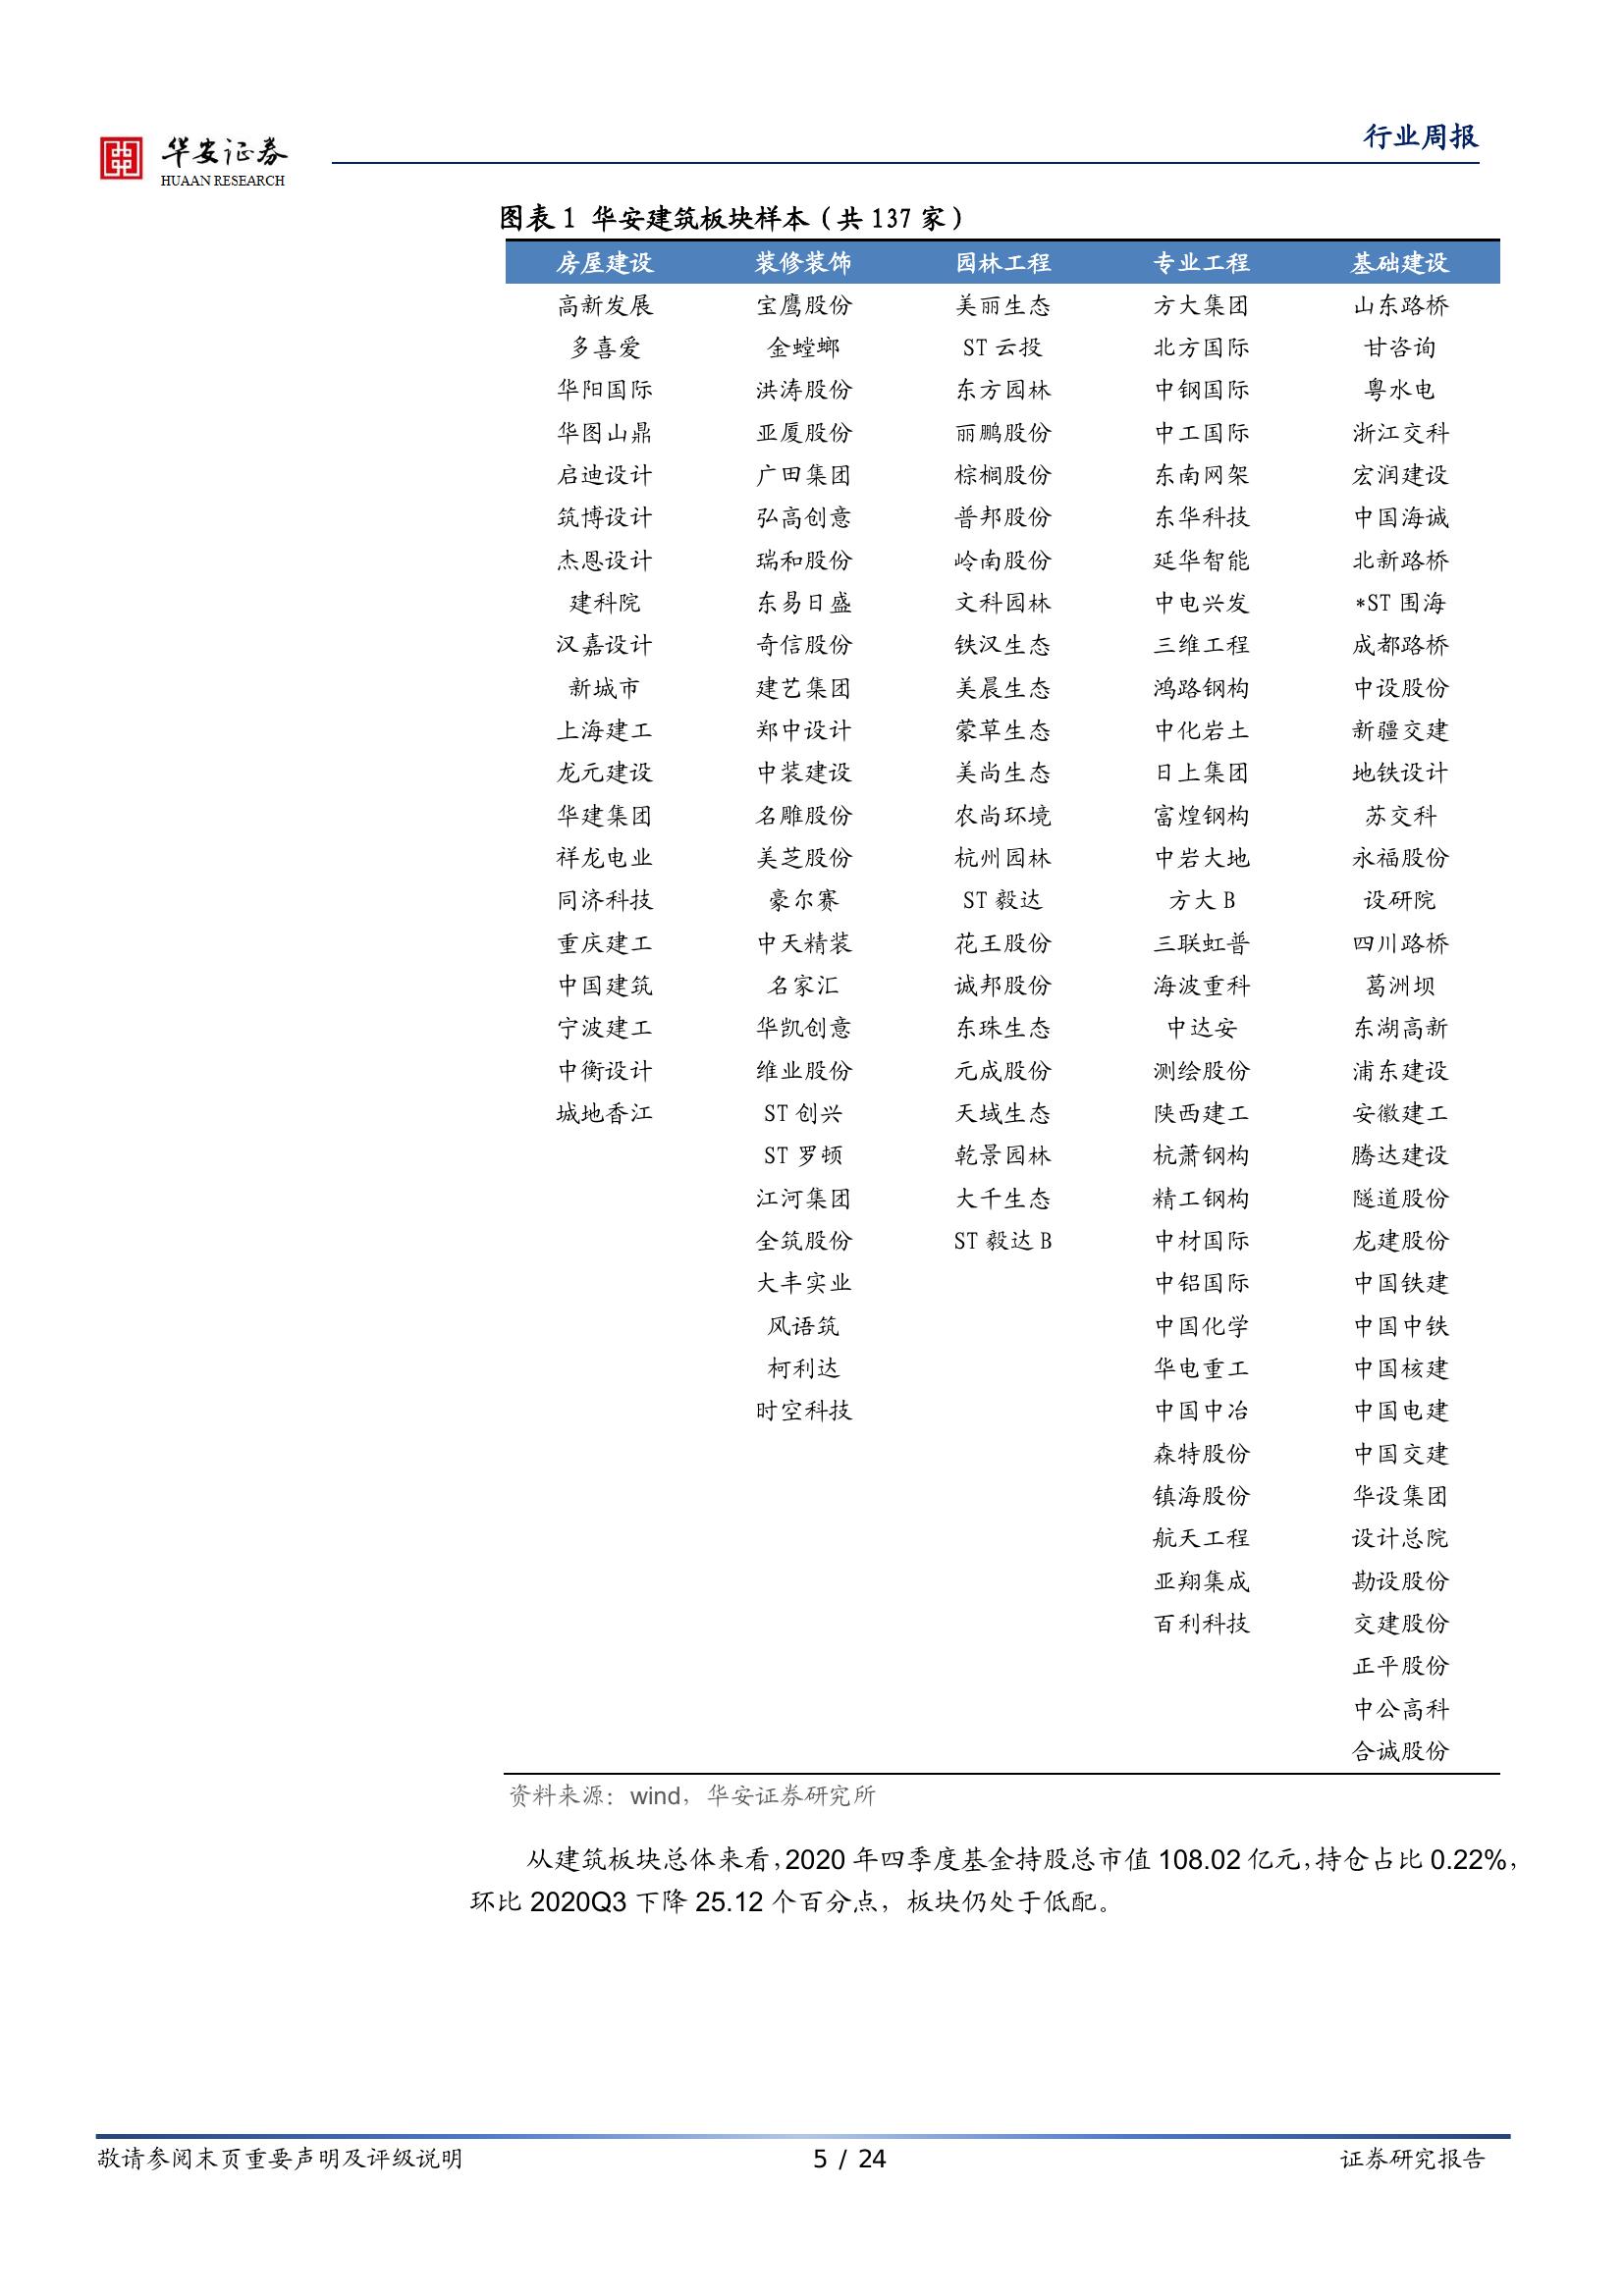 华安证券
HUAAN RESEARCH
行业周报
图表 1 华安建筑板块样本（共 137 家）
房屋建设 装修装饰 园林工程 专业工程 基础建设
高新发展 宝鹰股份 美丽生态 方大集团 山东路桥
多喜爱 金螳螂 ST 云投 北方国际 甘咨询
华阳国际 洪涛股份 东方园林 中钢国际 粤水电
华图山鼎 亚厦股份 丽鹏股份 中工国际 浙江交科
启迪设计 广田集团 棕榈股份 东南网架 宏润建设
筑博设计 弘高创意 普邦股份 东华科技 中国海诚
杰恩设计 瑞和股份 岭南股份 延华智能 北新路桥
建科院 东易日盛 文科园林 中电兴发 *ST 围海
汉嘉设计 奇信股份 铁汉生态 三维工程 成都路桥
新城市 建艺集团 美晨生态 鸿路钢构 中设股份
上海建工 郑中设计 蒙草生态 中化岩土 新疆交建
龙元建设 中装建设 美尚生态 日上集团 地铁设计
华建集团 名雕股份 农尚环境 富煌钢构 苏交科
祥龙电业 美芝股份 杭州园林 中岩大地 永福股份
同济科技 豪尔赛 ST 毅达 方大 B 设研院
重庆建工 中天精装 花王股份 三联虹普 四川路桥
中国建筑 名家汇 诚邦股份 海波重科 葛洲坝
宁波建工 华凯创意 东珠生态 中达安 东湖高新
中衡设计 维业股份 元成股份 测绘股份 浦东建设
城地香江 ST 创兴 天域生态 陕西建工 安徽建工
ST 罗顿 乾景园林 杭萧钢构 腾达建设
江河集团 大千生态 精工钢构 隧道股份
全筑股份 ST 毅达 B 中材国际 龙建股份
大丰实业 中铝国际 中国铁建
风语筑 中国化学 中国中铁
柯利达 华电重工 中国核建
时空科技 中国中冶 中国电建
森特股份 中国交建
镇海股份 华设集团
航天工程 设计总院
亚翔集成 勘设股份
百利科技 交建股份
正平股份
中公高科
合诚股份
资料来源：wind，华安证券研究所
从建筑板块总体来看，2020 年四季度基金持股总市值 108.02 亿元，持仓占比 0.22%，
环比 2020Q3 下降 25.12 个百分点，板块仍处于低配。
敬请参阅末页重要声明及评级说明 5 / 24 证券研究报告